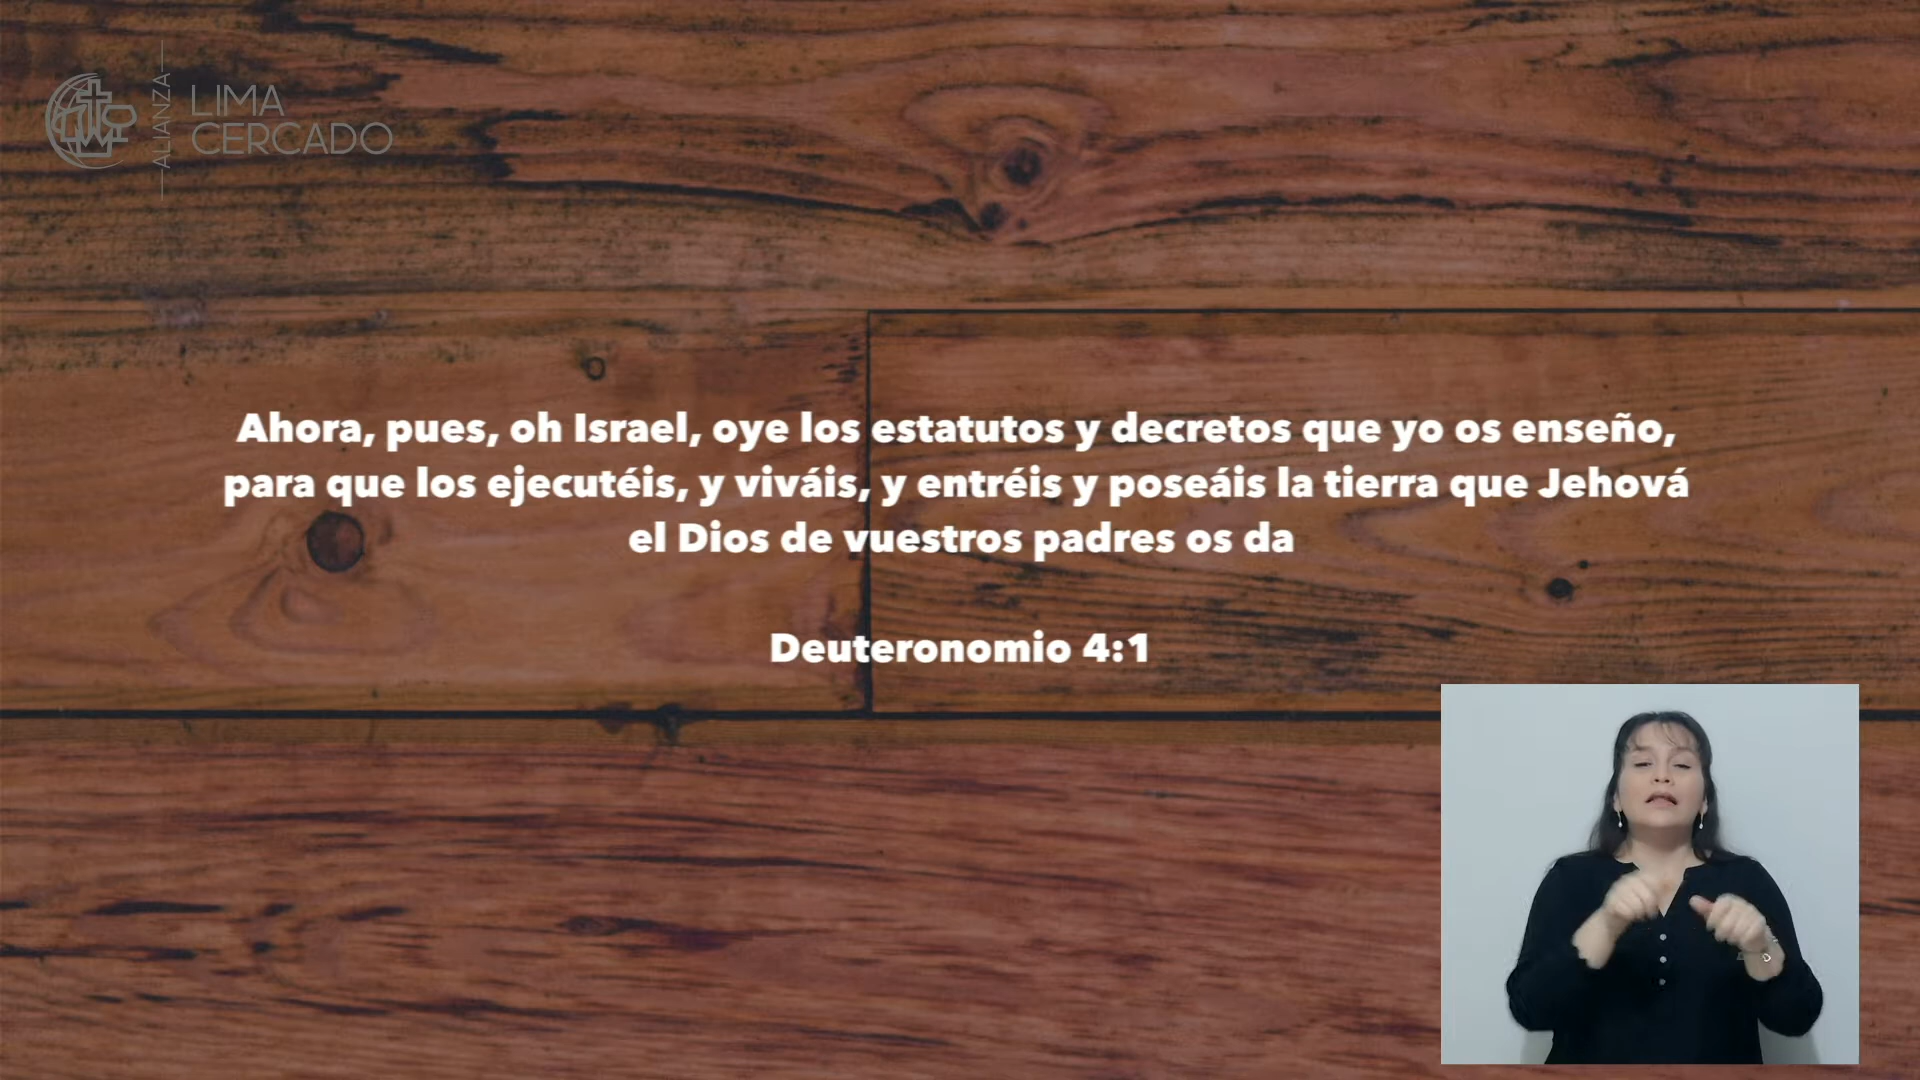 ALIANZA
LIMA
CERCADO
Ahora, pues, oh Israel, oye los estatutos y decretos que yo os enseño,
para que los ejecutéis, y viváis, y entréis y poseáis la tierra que Jehová
el Dios de vuestros padres os da
Deuteronomio 4:1